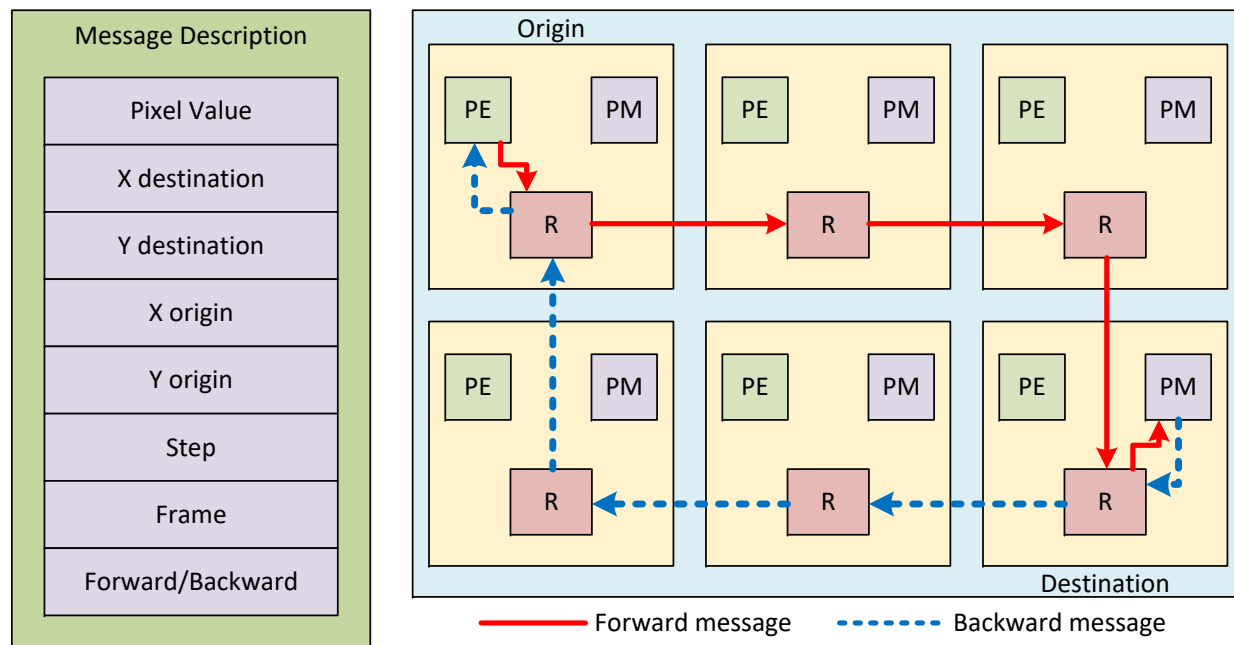 Message Description
Pixel Value
X destination
Y destination
X origin
Y origin
Step
Frame
Forward/Backward
Origin
PE PM PE PM PE PM
R R R
PE PM PE PM PE PM
R R R
Destination
Forward message Backward message